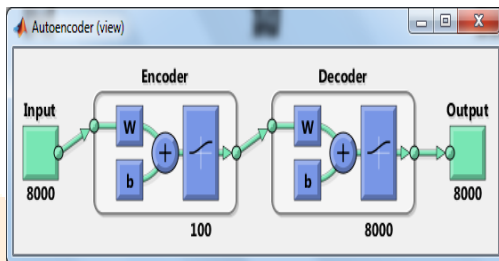 Autoencoder (view)
Encoder Decoder
Input Output
W W
b b
8000 8000
100 8000